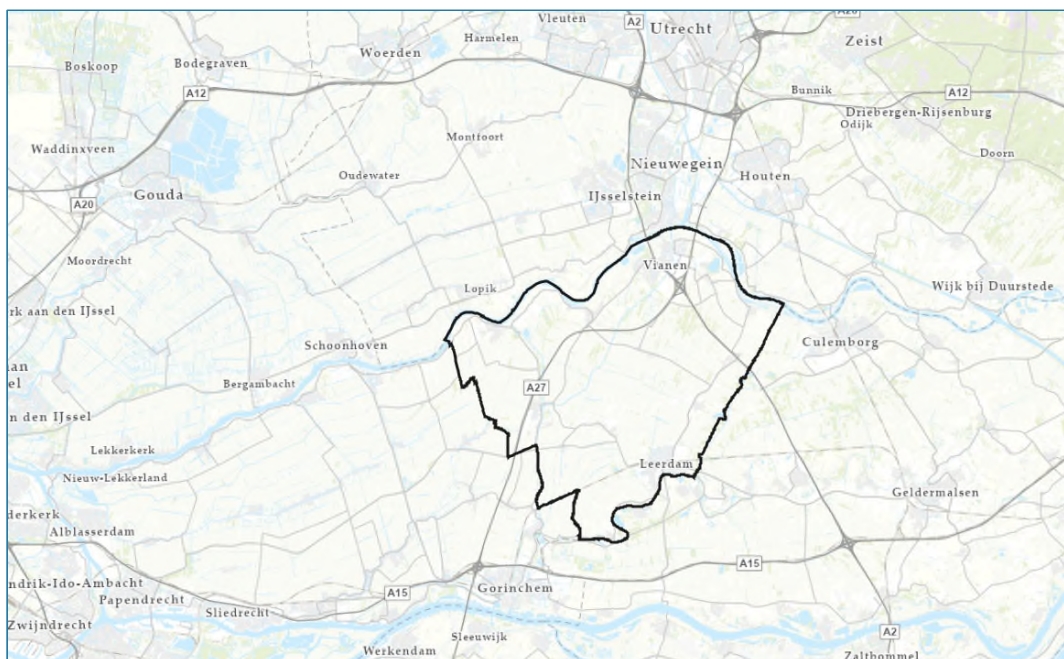 Vleuten
A2
Utrecht
A28
Harmelen
Zeist
Woerden
Boskoop
Bodegraven
A12
Bunnik
A12
Driebergen-Rijsenburg
Odijk
Montfoort
Waddinxveen
Doorn
Nieuwegein
Oudewater
Houten
Gouda
IJsselstein
A20
Moordrecht
Vianen
Lopik
Wijk bij Duurstede
rk aan den IJssel
Schoonhoven
Culemborg
an
el
Bergambacht
A27
n den IJssel
Lekkerkerk
Leerdam
Nieuw-Lekkerland
Geldermalsen
derkerk
Alblasserdam
A15
ndrik-Ido-Ambacht
A15
Gorinchem
Papendrecht
Sliedrecht
Zwijndrecht
Sleeuwijk
A2
Werkendam
Zaltbommel